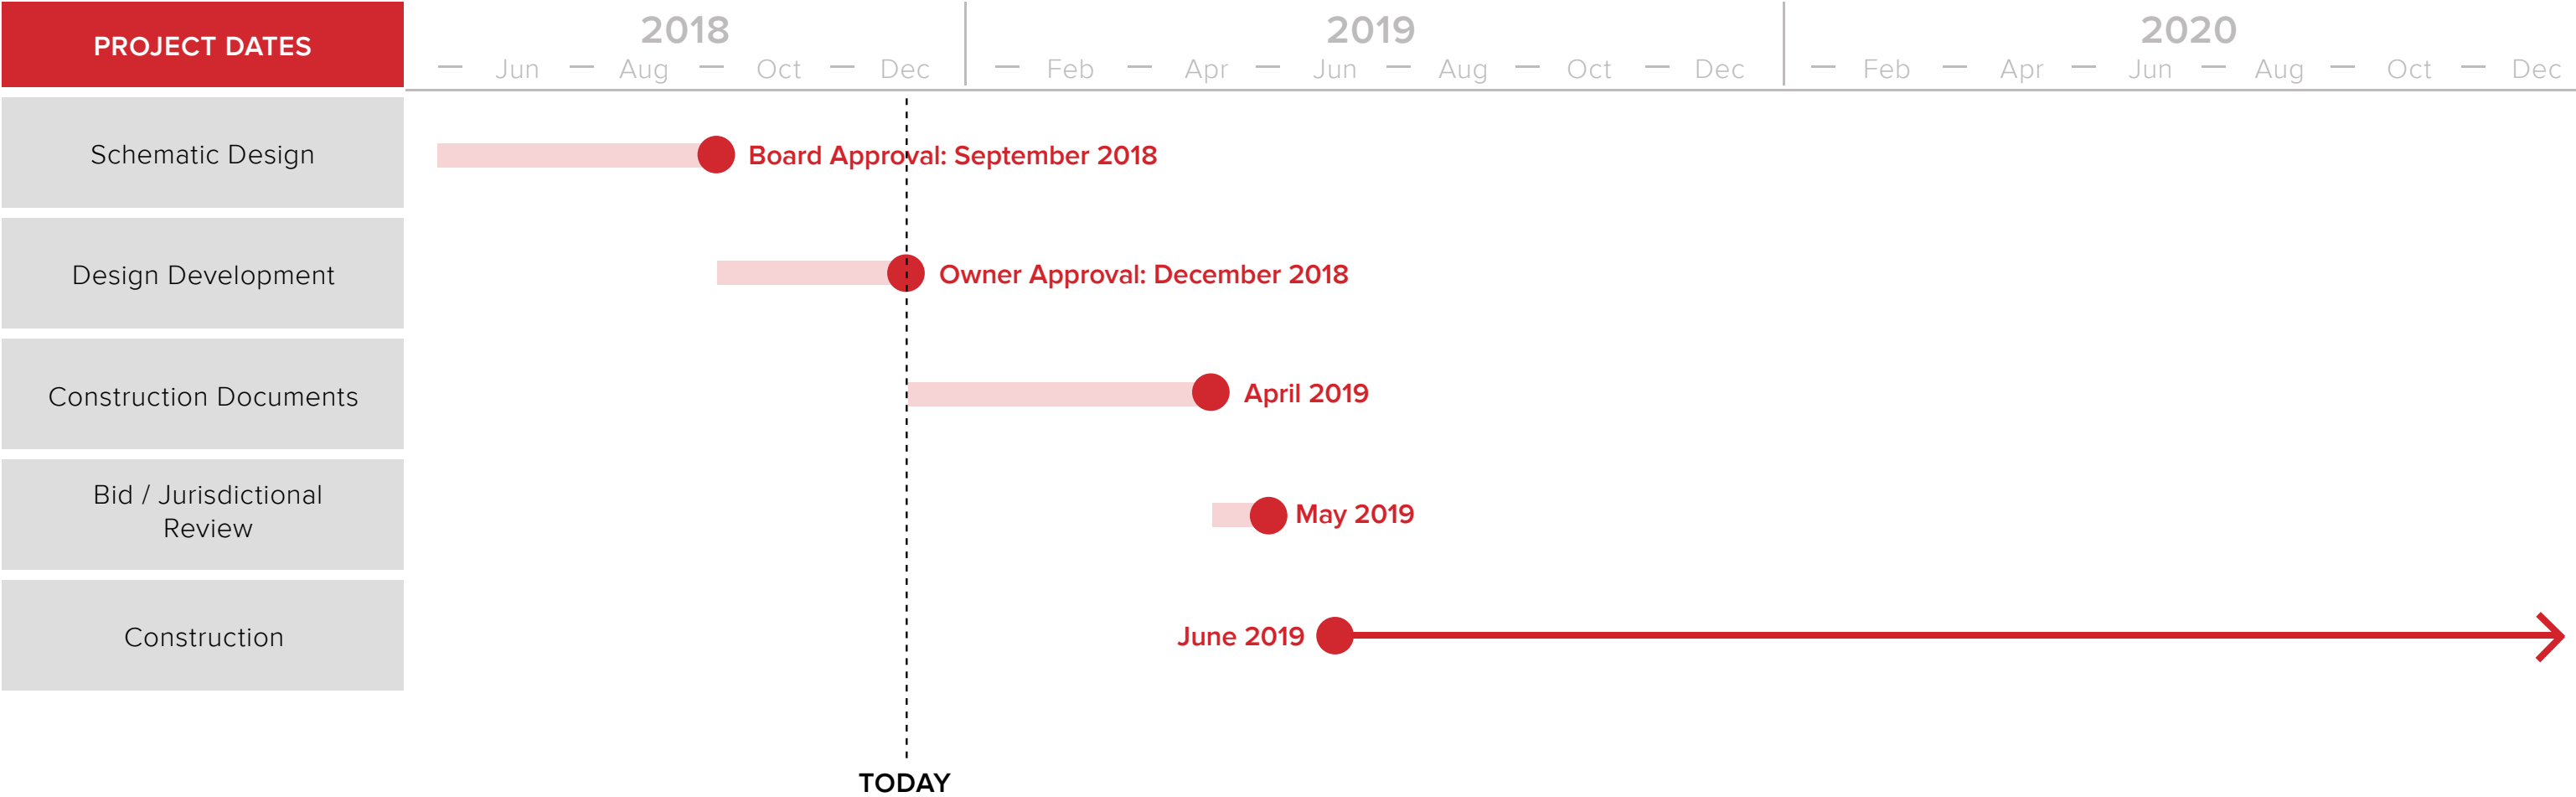 PROJECT DATES
2018
2019
2020
Jun
Aug
Oct
Dec
Feb
Apr
Jun
Aug
Oct
Dec
Feb
Apr
Jun
Aug
Oct
Dec
Schematic Design
Board Approval: September 2018
Design Development
Owner Approval: December 2018
Construction Documents
April 2019
Bid / Jurisdictional
Review
May 2019
Construction
June 2019
TODAY